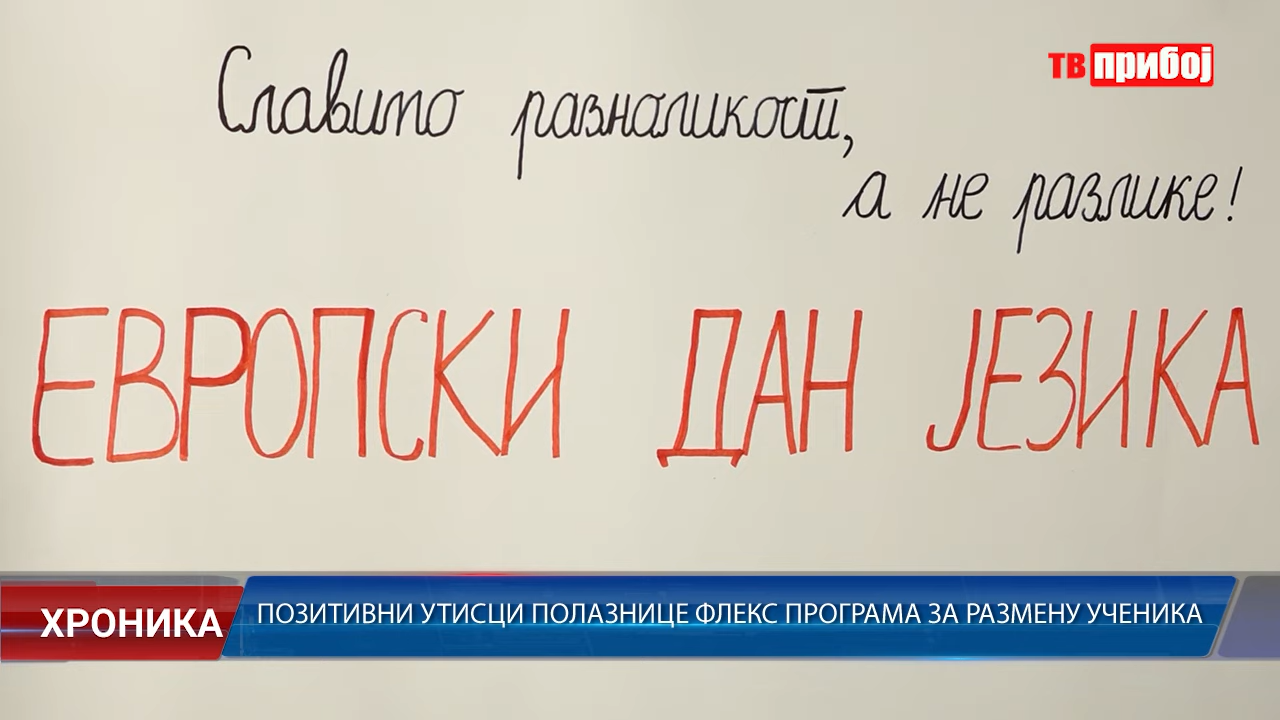 Славимо разноликост,
ТВ прибој
а не разлике!
ЕВРОПСКИ ДАН ЈЕЗИКА
ХРОНИКА
ПОЗИТИВНИ УТИСЦИ ПОЛАЗНИЦЕ ФЛЕКС ПРОГРАМА ЗА РАЗМЕНУ УЧЕНИКА